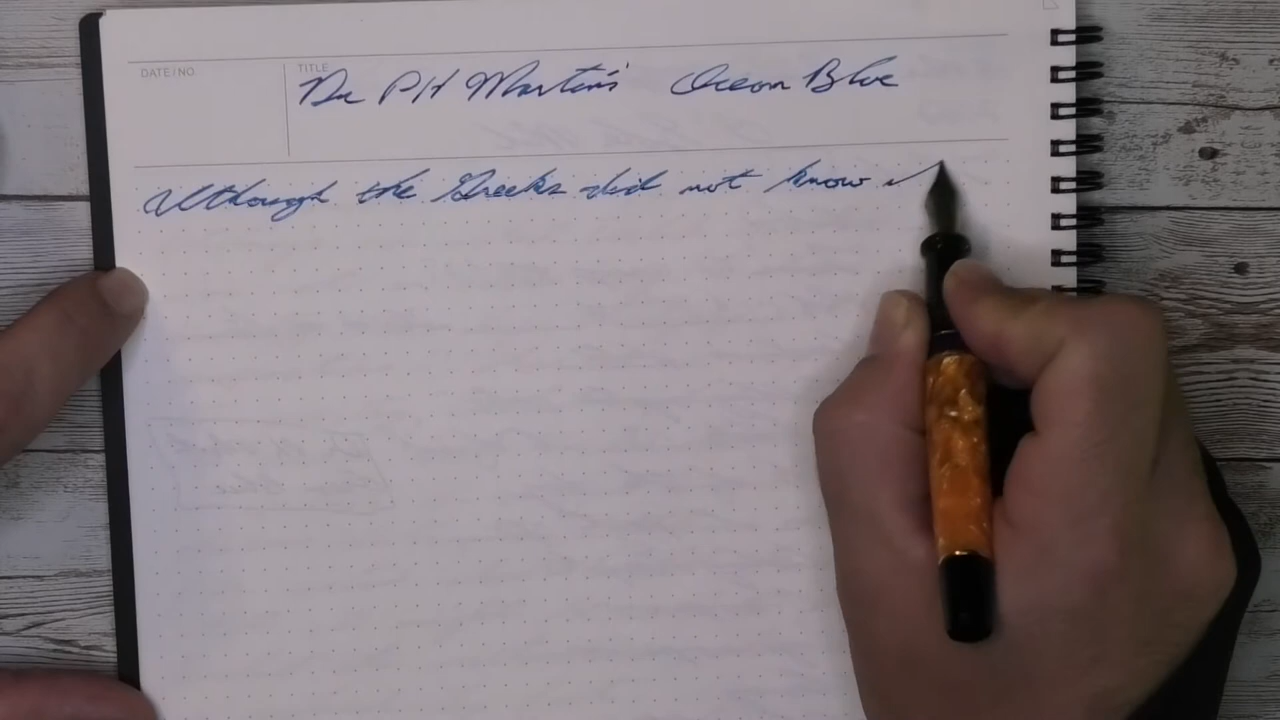 DATE/NO.
TITLE
Dr PH Martin's Ocean Blue
Although the Greeks did not know